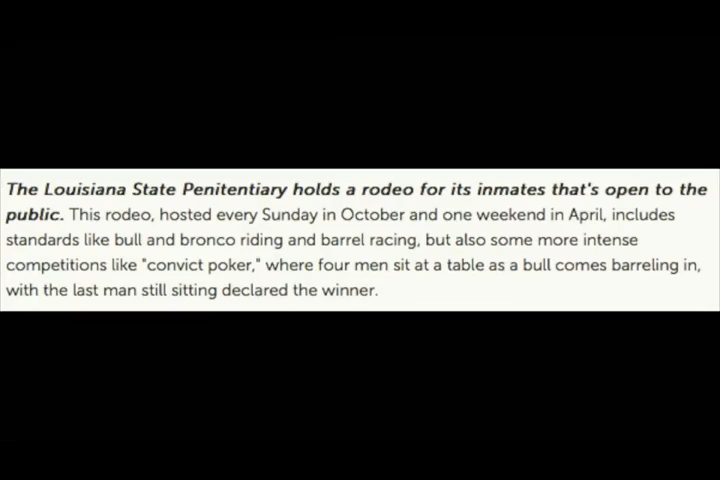 The Louisiana State Penitentiary holds a rodeo for its inmates that's open to the
public. This rodeo, hosted every Sunday in October and one weekend in April, includes
standards like bull and bronco riding and barrel racing, but also some more intense
competitions like "convict poker," where four men sit at a table as a bull comes barreling in,
with the last man still sitting declared the winner.